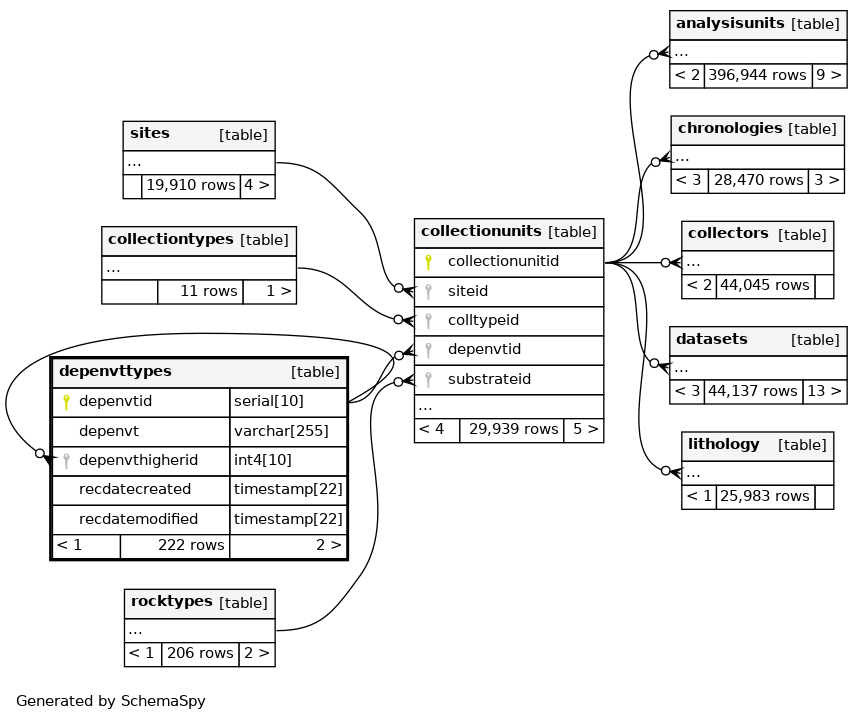 analysisunits [table]
...
< 2 396,944 rows 9 >
chronologies [table]
...
< 3 28,470 rows 3 >
sites [table]
...
19,910 rows 4 >
collectionunits [table]
collectionunitid
siteid
colltypeid
depenvtid
substrateid
...
< 4 29,939 rows 5 >
collectors [table]
...
< 2 44,045 rows
collectiontypes [table]
...
11 rows 1 >
datasets [table]
...
< 3 44,137 rows 13 >
depenvttypes [table]
depenvtid serial[10]
depenvt varchar[255]
depenvthigherid int4[10]
recdatecreated timestamp[22]
recdatemodified timestamp[22]
< 1 222 rows 2 >
lithology [table]
...
< 1 25,983 rows
rocktypes [table]
...
< 1 206 rows 2 >
Generated by SchemaSpy